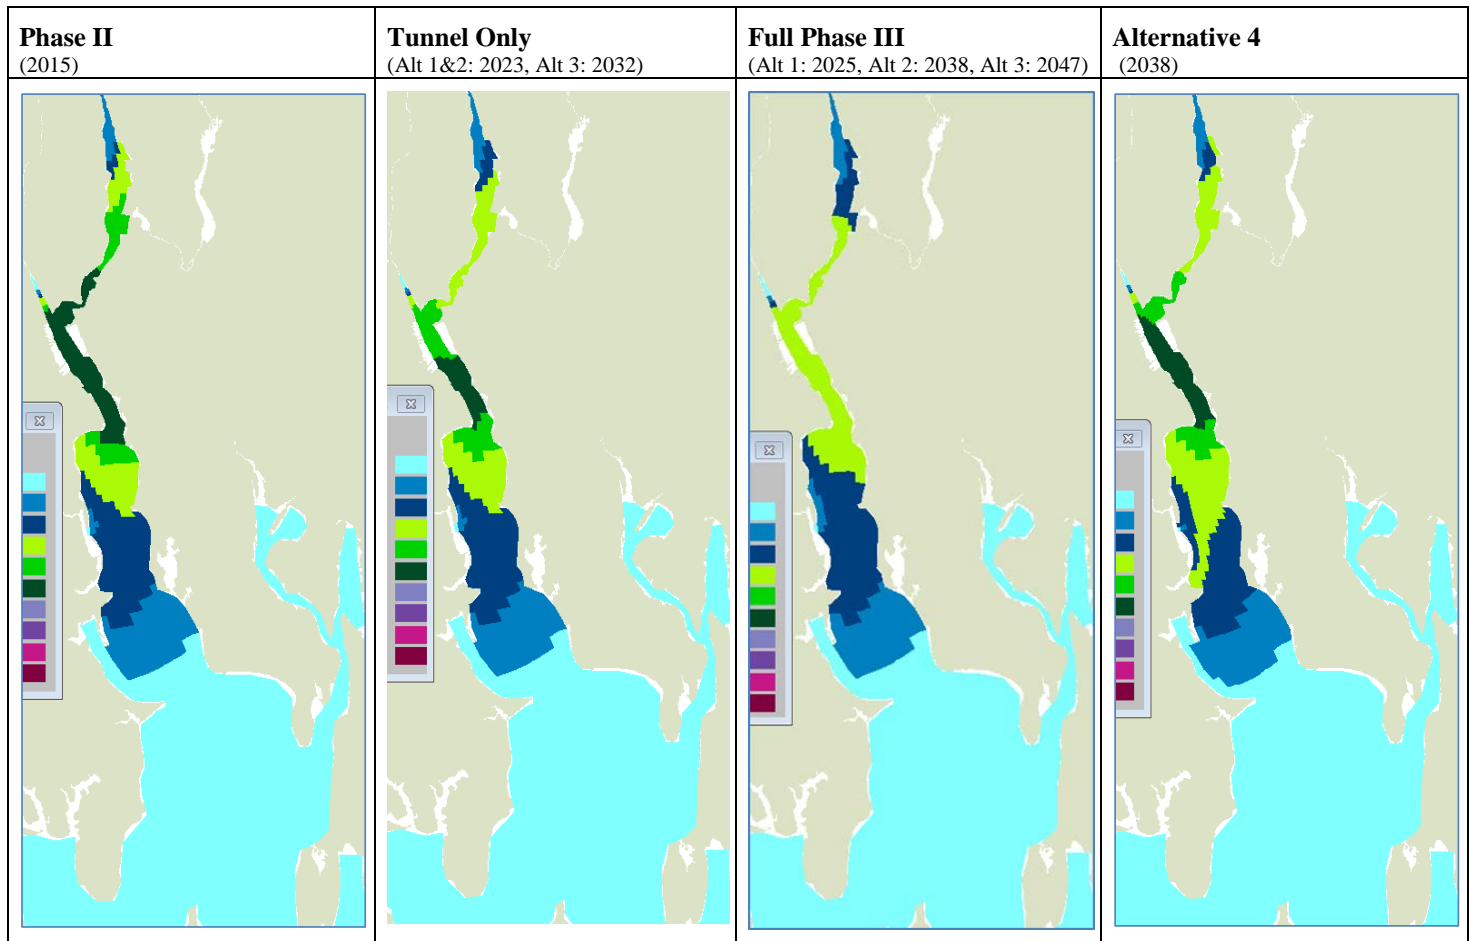 Phase II
(2015)
Tunnel Only
(Alt 1&2: 2023, Alt 3: 2032)
Full Phase III
(Alt 1: 2025, Alt 2: 2038, Alt 3: 2047)
Alternative 4
(2038)